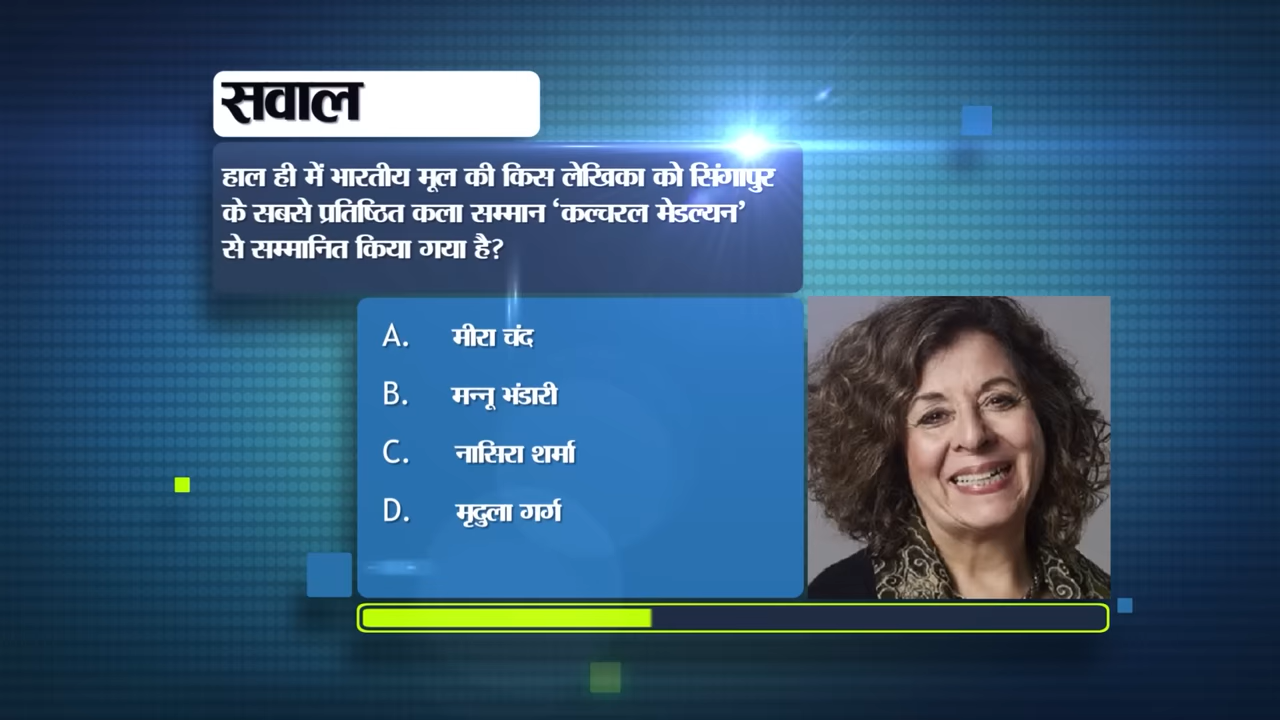 सवाल
हाल ही में भारतीय मूल की किस लेखिका को सिंगापुर
के सबसे प्रतिष्ठित कला सम्मान ‘कल्चरल मेडल्यन’
से सम्मानित किया गया है?
A. मीरा चंद
B. मन्नू भंडारी
C. नासिरा शर्मा
D. मृदुला गर्ग